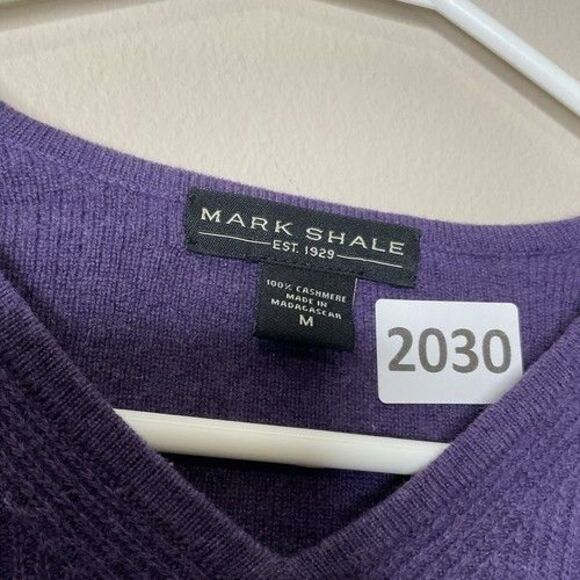 MARK SHALE
EST. 1929
100% CASHMERE
MADE IN
MADAGASCAR
M
2030